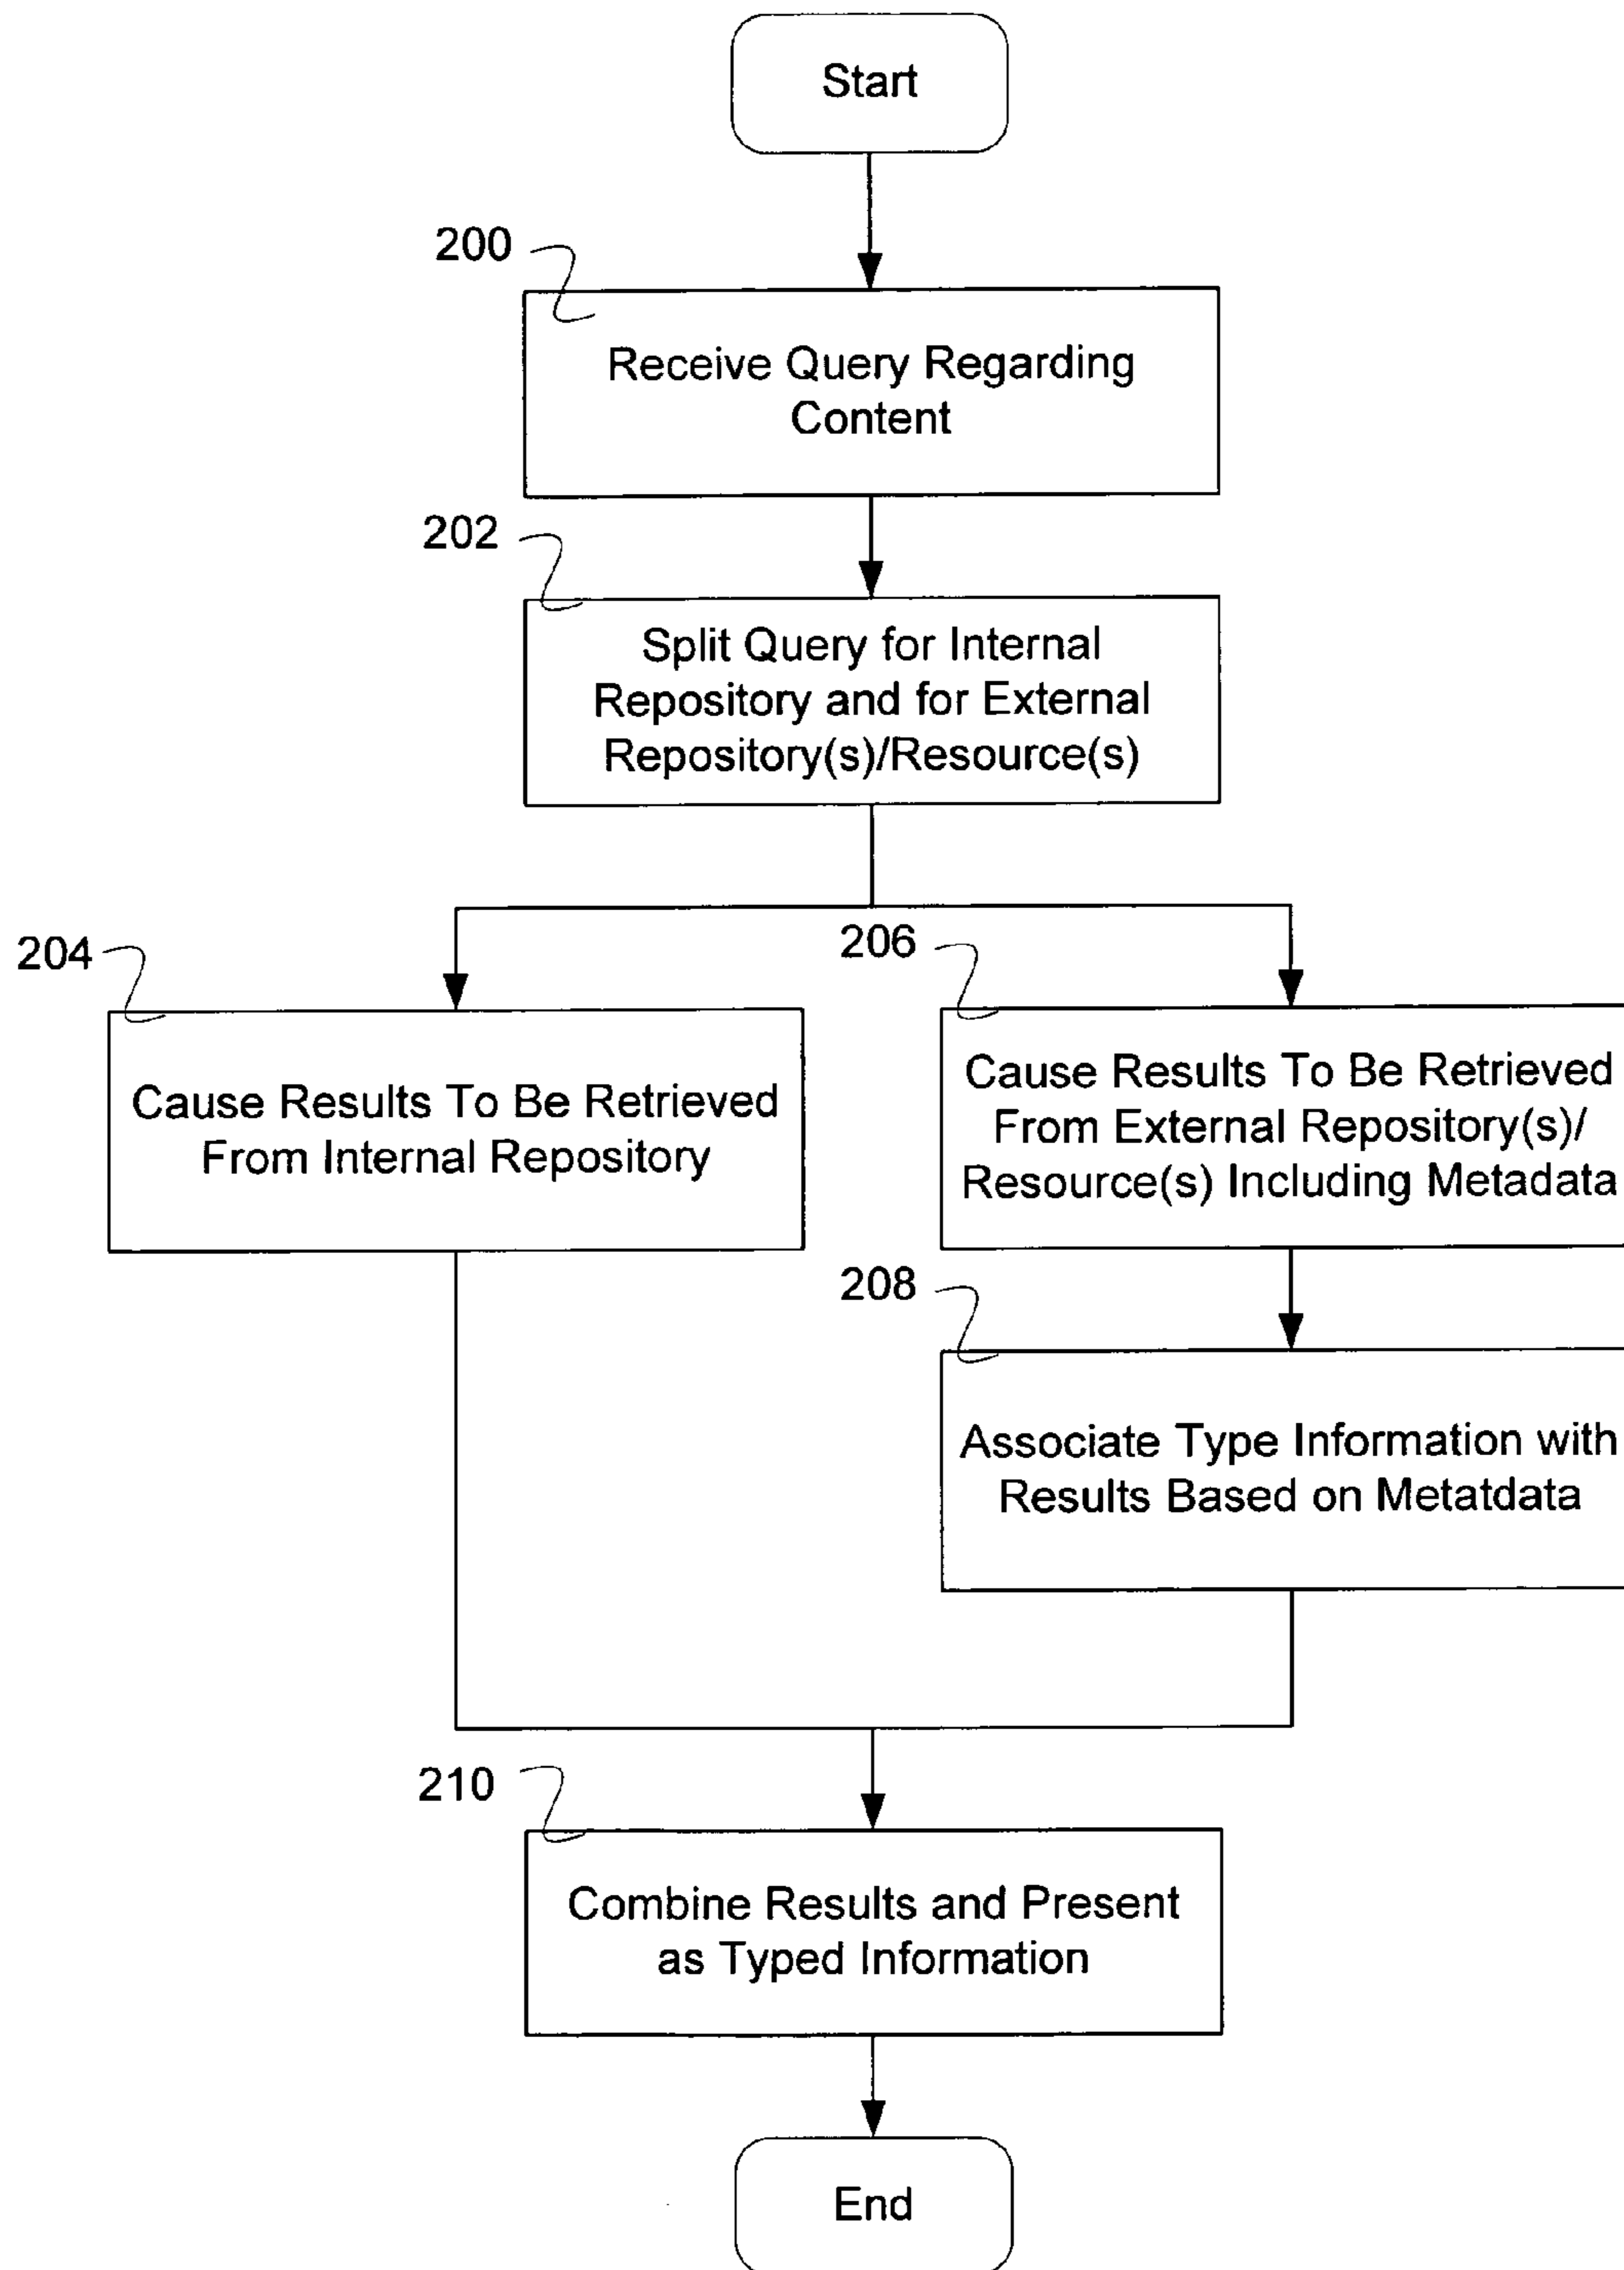 Start
200
Receive Query Regarding
Content
202
Split Query for Internal
Repository and for External
Repository(s)/Resource(s)
204
Cause Results To Be Retrieved
From Internal Repository
206
Cause Results To Be Retrieved
From External Repository(s)/
Resource(s) Including Metadata
208
Associate Type Information with
Results Based on Metatdata
210
Combine Results and Present
as Typed Information
End